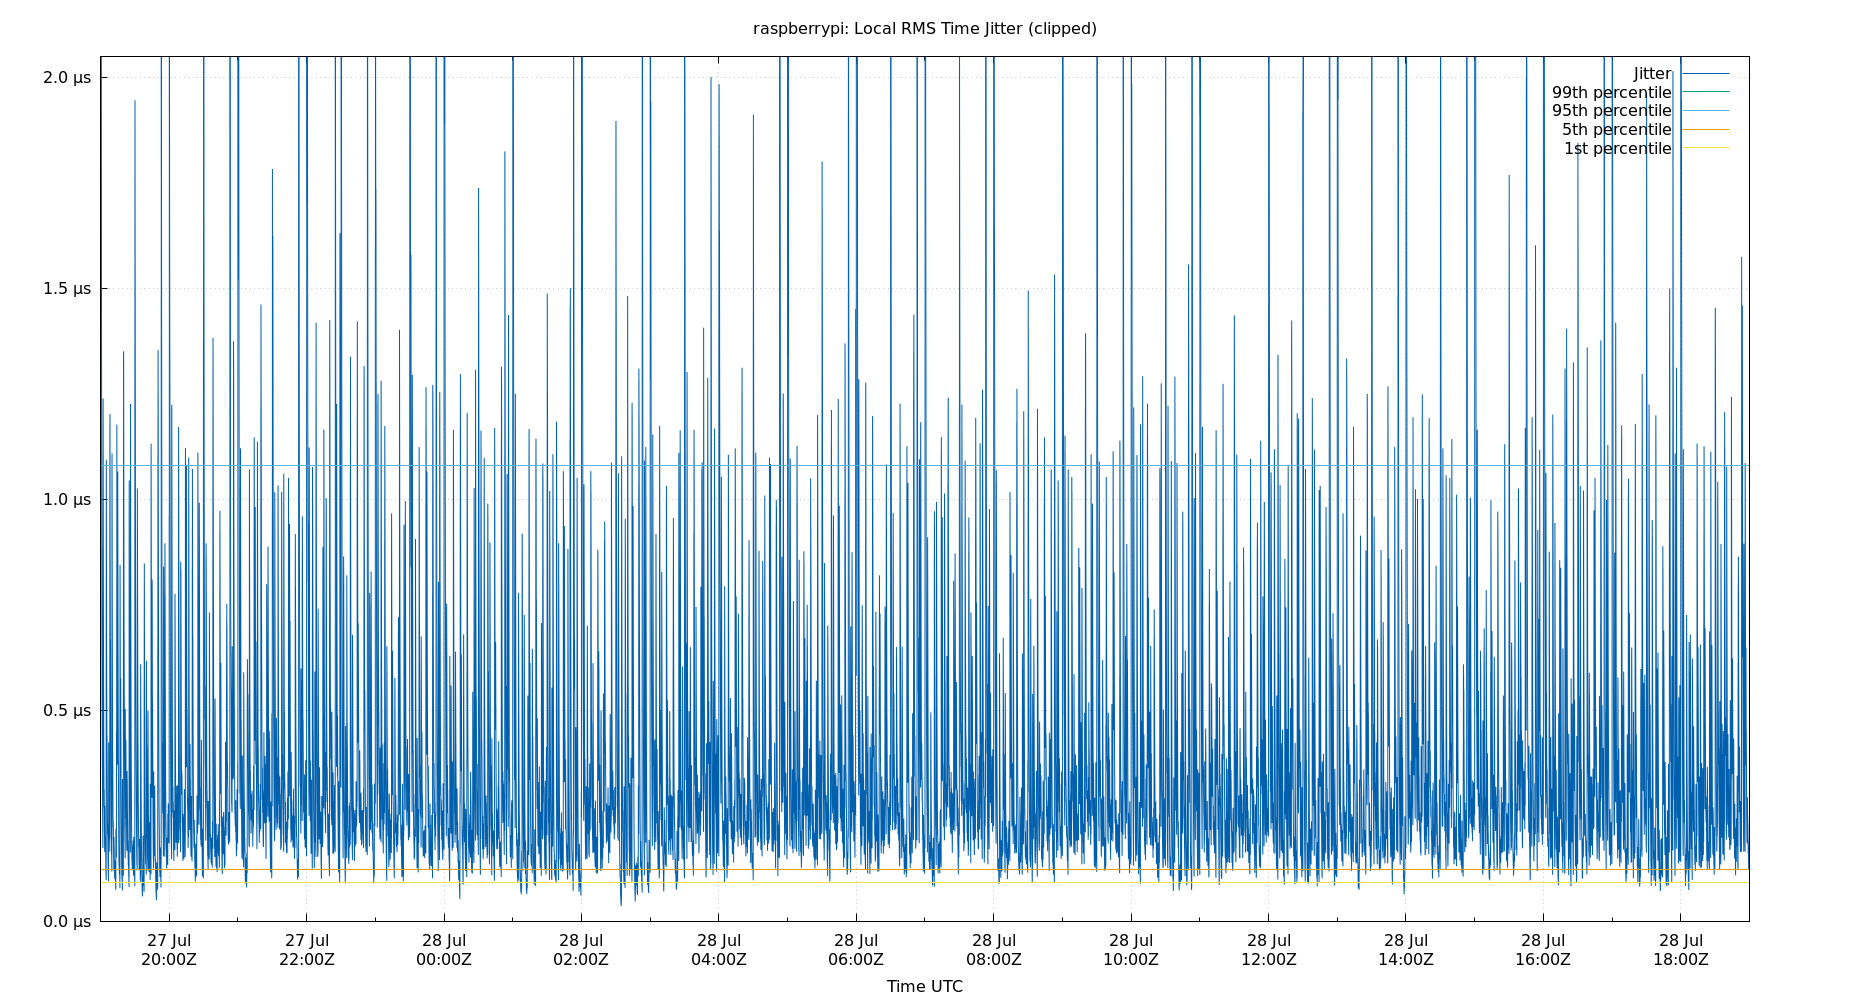 raspberrypi: Local RMS Time Jitter (clipped)
2.0 µs
1.5 µs
1.0 µs
0.5 µs
0.0 µs
Jitter
99th percentile
95th percentile
5th percentile
1st percentile
27 Jul 27 Jul 28 Jul 28 Jul 28 Jul 28 Jul 28 Jul 28 Jul 28 Jul 28 Jul 28 Jul 28 Jul
20:00Z 22:00Z 00:00Z 02:00Z 04:00Z 06:00Z 08:00Z 10:00Z 12:00Z 14:00Z 16:00Z 18:00Z
Time UTC